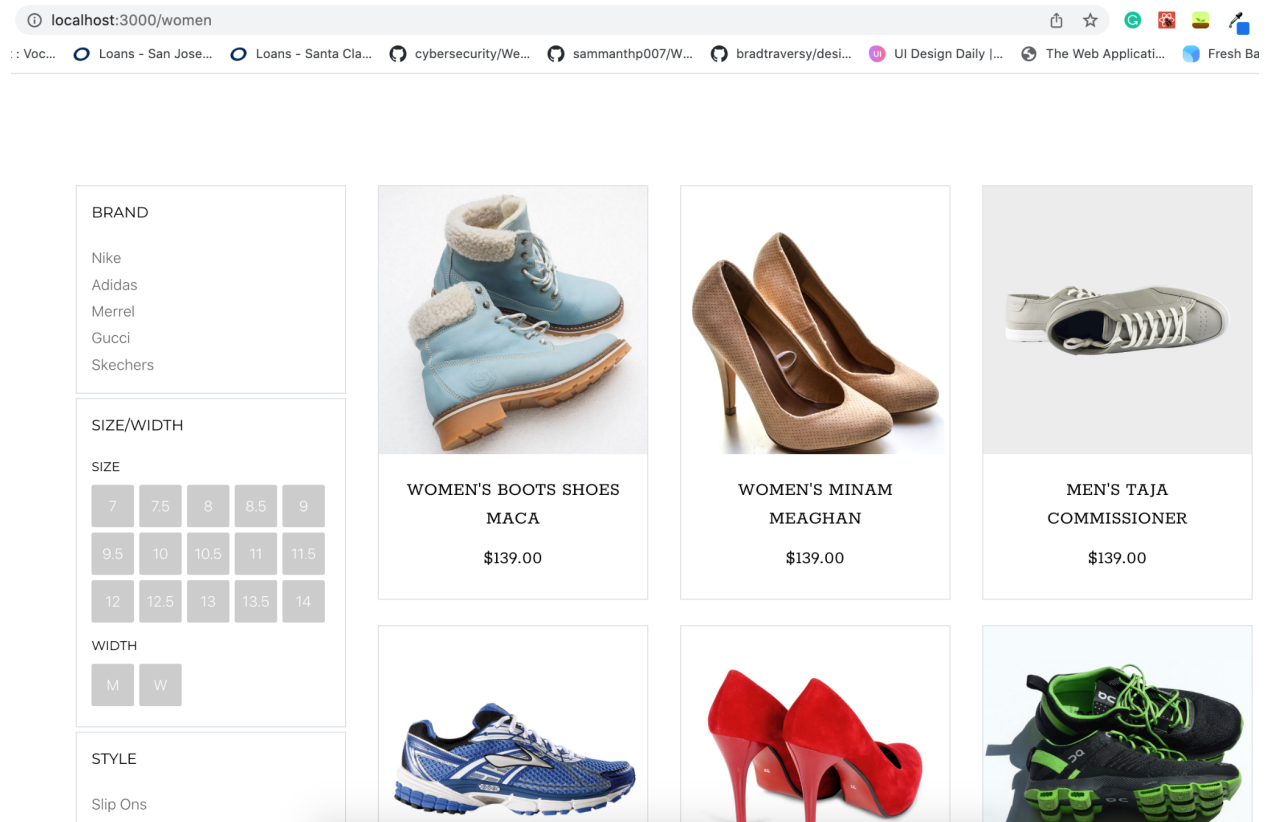 localhost:3000/women
: Voc... Loans - San Jose... Loans - Santa Cla... cybersecurity/We... sammanthp007/W... bradtraversy/desi... UI UI Design Daily |... The Web Applicati... Fresh Ba
BRAND
Nike
Adidas
Merrel
Gucci
Skechers
SIZE/WIDTH
SIZE
7 7.5 8 8.5 9
9.5 10 10.5 11 11.5
12 12.5 13 13.5 14
WIDTH
M W
STYLE
Slip Ons
WOMEN'S BOOTS SHOES
MACA
$139.00
WOMEN'S MINAM
MEAGHAN
$139.00
MEN'S TAJA
COMMISSIONER
$139.00